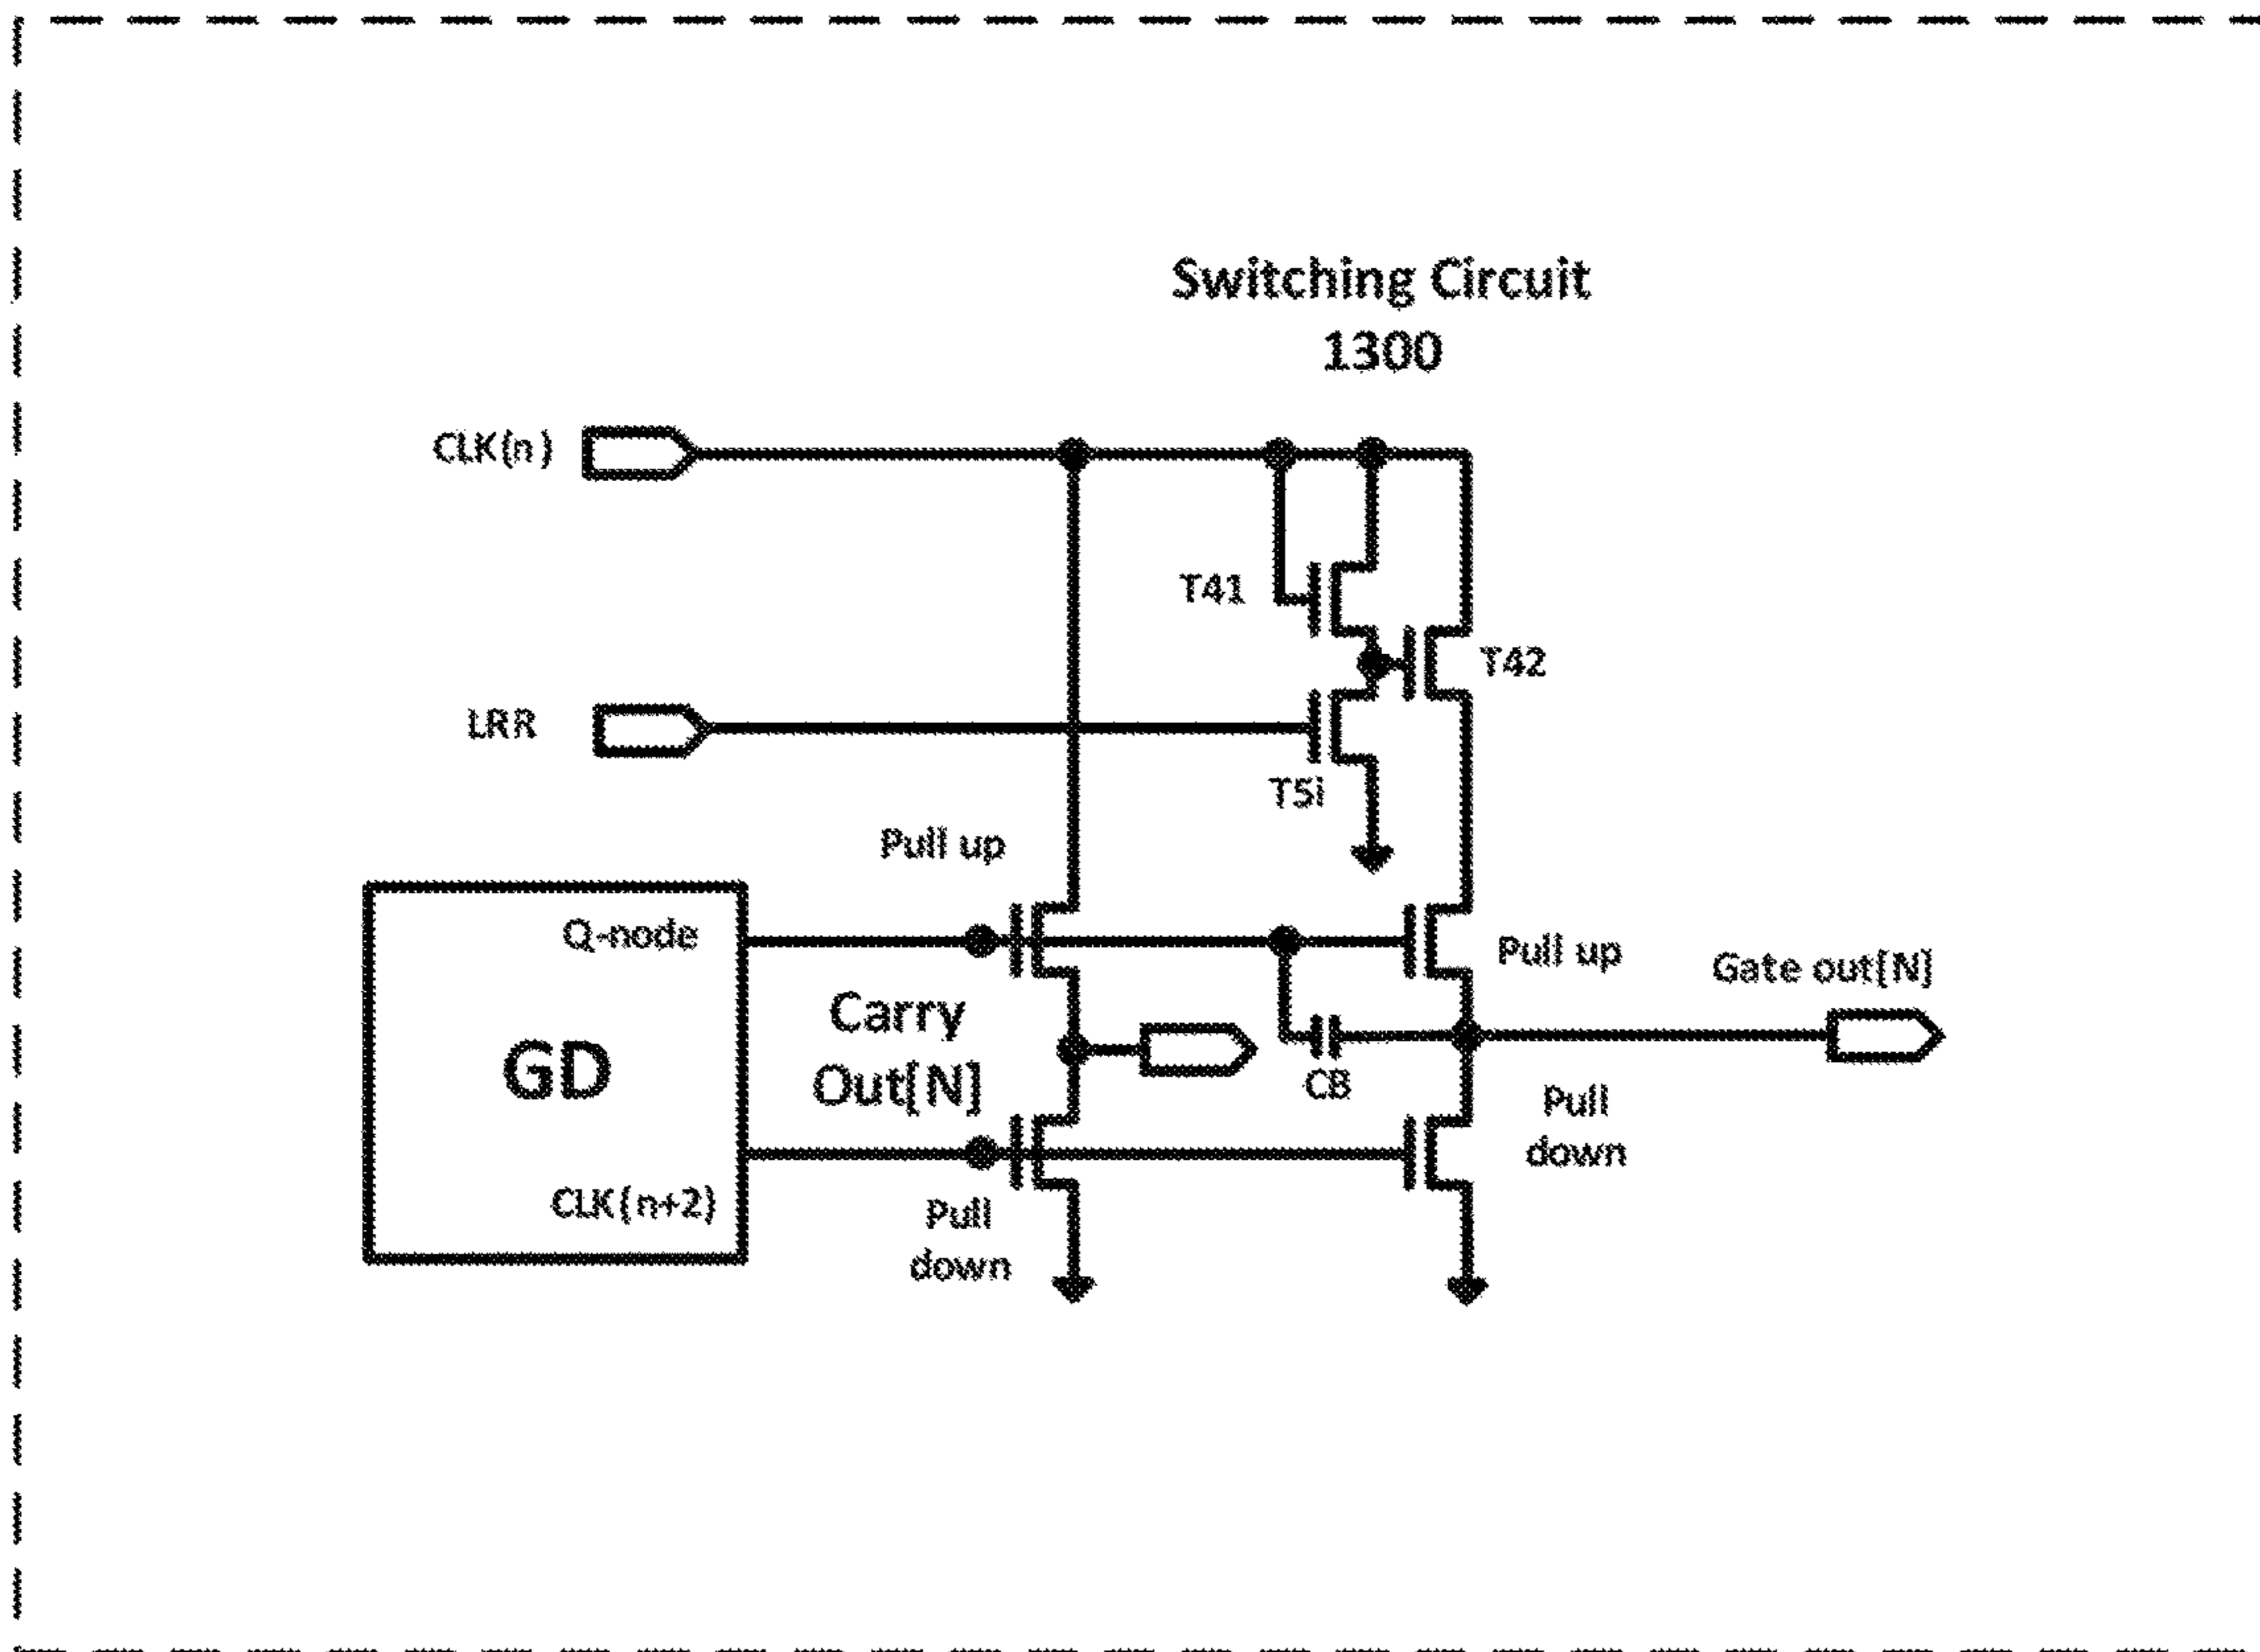 Switching Circuit
1300
CLK(n)
T41
T42
LRR
T5i
Pull up
Q-node
Pull up
Gate out[N]
GD
Carry
Out[N]
CB
Pull
down
CLK(n+2)
Pull
down